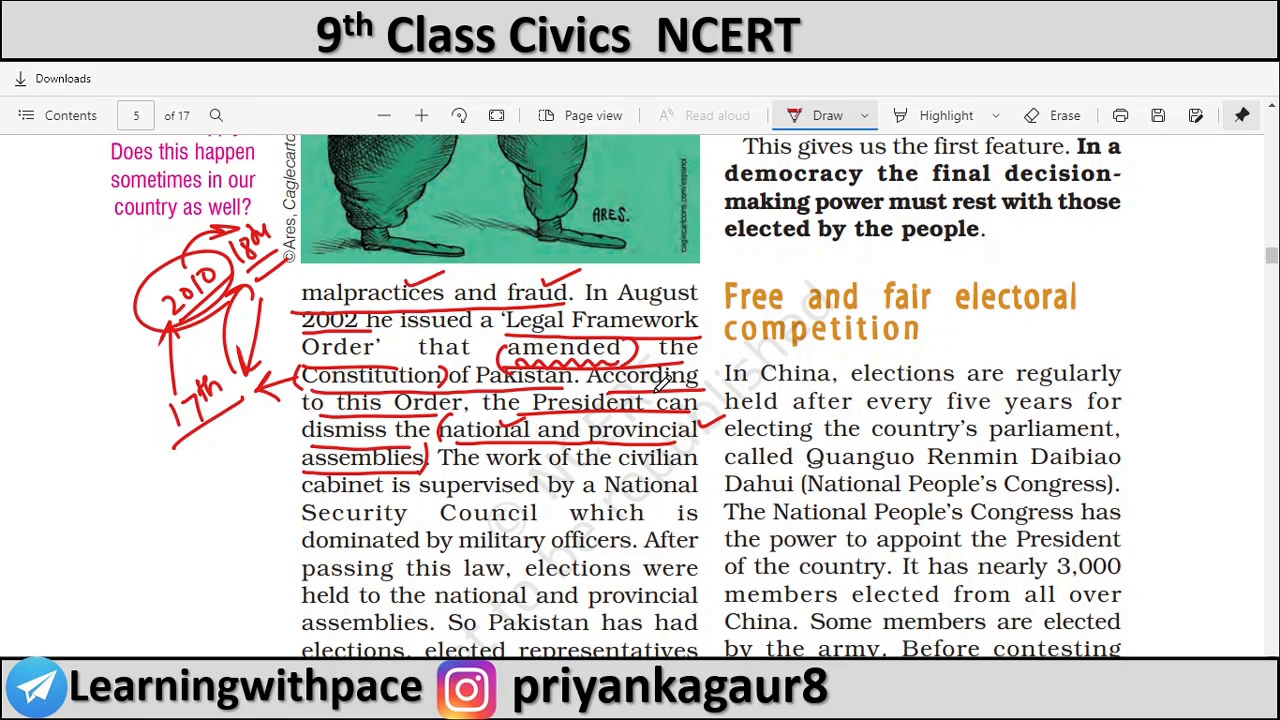 9th Class Civics NCERT
Downloads
Contents 5 of 17 Page view Read aloud Draw Highlight Erase
Does this happen
sometimes in our
country as well?
©Ares, Caglecarto
ARES.
caglecartoons.com/espanol
2010
18th
17th
malpractices and fraud. In August
2002 he issued a ‘Legal Framework
Order’ that amended the
Constitution of Pakistan. According
to this Order, the President can
dismiss the national and provincial
assemblies. The work of the civilian
cabinet is supervised by a National
Security Council which is
dominated by military officers. After
passing this law, elections were
held to the national and provincial
assemblies. So Pakistan has had
elections, elected representatives
This gives us the first feature. In a
democracy the final decision-
making power must rest with those
elected by the people.
Free and fair electoral
competition
In China, elections are regularly
held after every five years for
electing the country’s parliament,
called Quanguo Renmin Daibiao
Dahui (National People’s Congress).
The National People’s Congress has
the power to appoint the President
of the country. It has nearly 3,000
members elected from all over
China. Some members are elected
by the army. Before contesting
Learningwithpace priyankagaur8